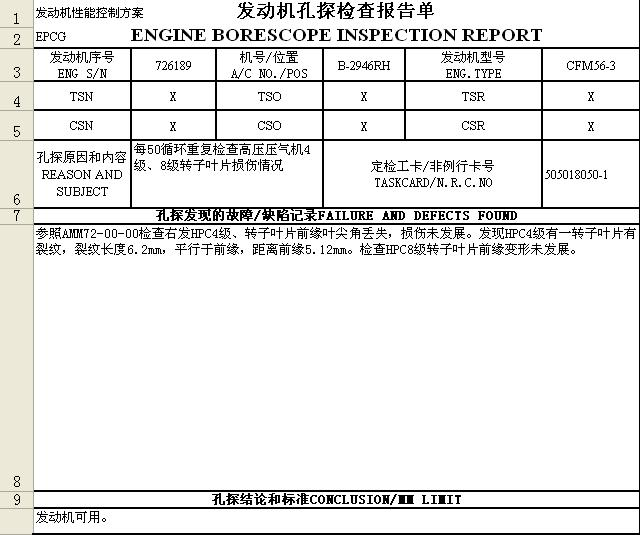 1
发动机性能控制方案
发动机孔探检查报告单
2
EPCG
ENGINE BORESCOPE INSPECTION REPORT
3
发动机序号
ENG S/N
726189
机号/位置
A/C NO./POS
B-2946RH
发动机型号
ENG.TYPE
CFM56-3
4
TSN
X
TSO
X
TSR
X
5
CSN
X
CSO
X
CSR
X
6
孔探原因和内容
REASON AND
SUBJECT
每50循环重复检查高压压气机4
级、8级转子叶片损伤情况
定检工卡/非例行卡号
TASKCARD/N.R.C.NO
505018050-1
7
孔探发现的故障/缺陷记录FAILURE AND DEFECTS FOUND
8
参照AMM72-00-00检查右发HPC4级、转子叶片前缘叶尖角丢失，损伤未发展。发现HPC4级有一转子叶片有
裂纹，裂纹长度6.2mm，平行于前缘，距离前缘5.12mm。检查HPC8级转子叶片前缘变形未发展。
9
孔探结论和标准CONCLUSION/MM LIMIT
发动机可用。